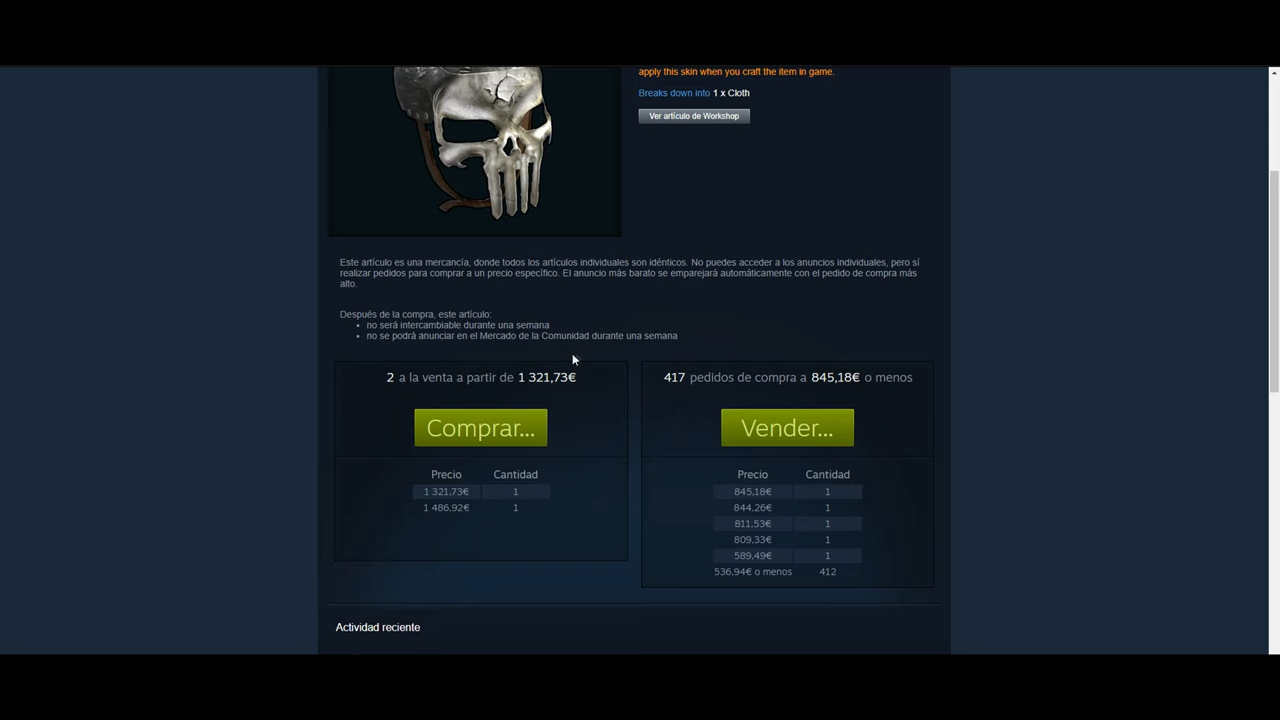 apply this skin when you craft the item in game.
Breaks down into 1 x Cloth
Ver artículo de Workshop
Este artículo es una mercancía, donde todos los artículos individuales son idénticos. No puedes acceder a los anuncios individuales, pero sí
realizar pedidos para comprar a un precio específico. El anuncio más barato se emparejará automáticamente con el pedido de compra más
alto.
Después de la compra, este artículo:
• no será intercambiable durante una semana
• no se podrá anunciar en el Mercado de la Comunidad durante una semana
2 a la venta a partir de 1 321,73€
Comprar...
Precio Cantidad
1 321,73€ 1
1 486,92€ 1
417 pedidos de compra a 845,18€ o menos
Vender...
Precio Cantidad
845,18€ 1
844,26€ 1
811,53€ 1
809,33€ 1
589,49€ 1
536,94€ o menos 412
Actividad reciente